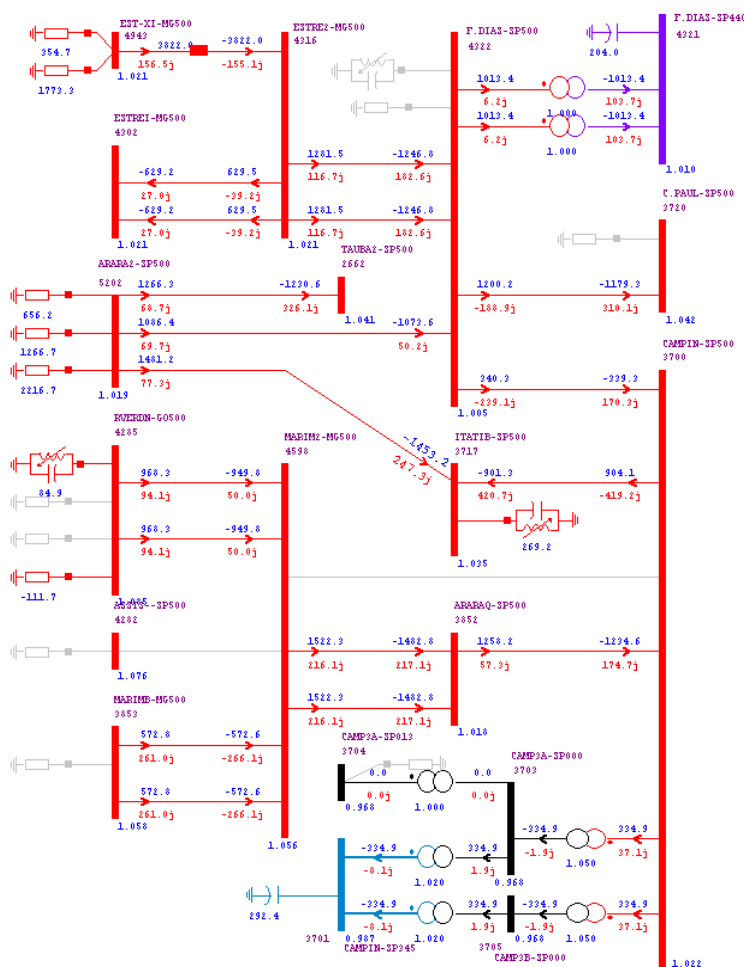 EST-XI-MG500
4943
354.7
1773.3
3822.0
-3822.0
156.5j
-155.1j
1.021
ESTRE2-MG500
4316
F.DIAS-SP500
4322
F.DIAS-SP440
4321
204.0
1013.4
-1013.4
6.2j
1.000
103.7j
1013.4
-1013.4
6.2j
1.000
103.7j
1.010
ESTREI-MG500
4302
-629.2
629.5
27.0j
-39.2j
-629.2
629.5
27.0j
-39.2j
1.021
1281.5
-1246.8
116.7j
182.6j
1281.5
-1246.8
116.7j
182.6j
1.021
C.PAUL-SP500
3720
ARARA2-SP500
5202
656.2
1266.7
2216.7
1266.3
-1230.6
68.7j
326.1j
TAUBA2-SP500
2662
1.041
1086.4
-1073.6
69.7j
50.2j
1481.2
77.3j
1.019
-1453.2
247.3j
1200.2
-1179.3
-188.9j
310.1j
1.042
340.3
-339.3
-239.1j
170.3j
1.005
CAMPIN-SP500
3700
RVERDN-GO500
4285
84.9
-111.7
968.3
-949.8
94.1j
50.0j
968.3
-949.8
94.1j
50.0j
1.085
MARIM2-MG500
4598
ITATIB-SP500
3717
-901.3
904.1
420.7j
-419.2j
269.2
1.035
ASSIS--SP500
4282
1.076
ARARAQ-SP500
3852
1522.3
-1482.8
216.1j
217.1j
1522.3
-1482.8
216.1j
217.1j
1258.2
-1234.6
57.3j
174.7j
1.018
MARIMB-MG500
3853
572.8
-572.6
261.0j
-266.1j
572.8
-572.6
261.0j
-266.1j
1.058
1.056
CAMP3A-SP013
3704
0.0
0.0
0.0j
0.0j
0.968
1.000
CAMP3A-SP000
3703
-334.9
334.9
-1.9j
37.1j
1.050
-334.9
334.9
-8.1j
1.9j
1.020
0.968
292.4
-334.9
334.9
-334.9
334.9
-8.1j
1.9j
-1.9j
37.1j
3701
0.987
1.020
3705
0.968
1.050
CAMPIN-SP345
CAMP3B-SP000
1.022